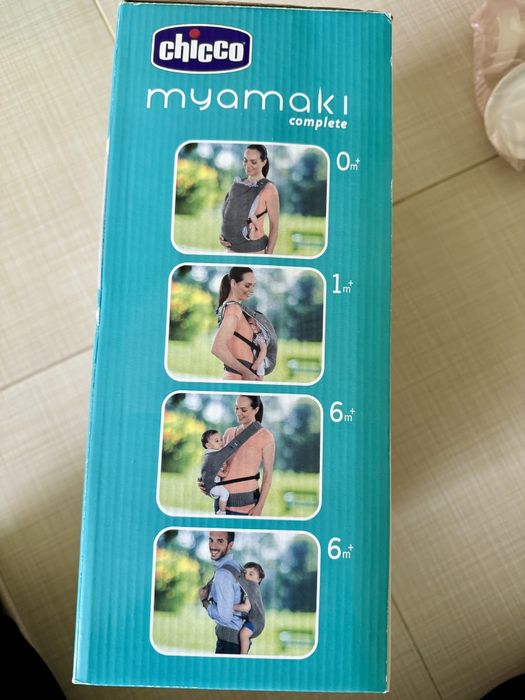 chicco
myamaki
complete
0m+
1m+
6m+
6m+